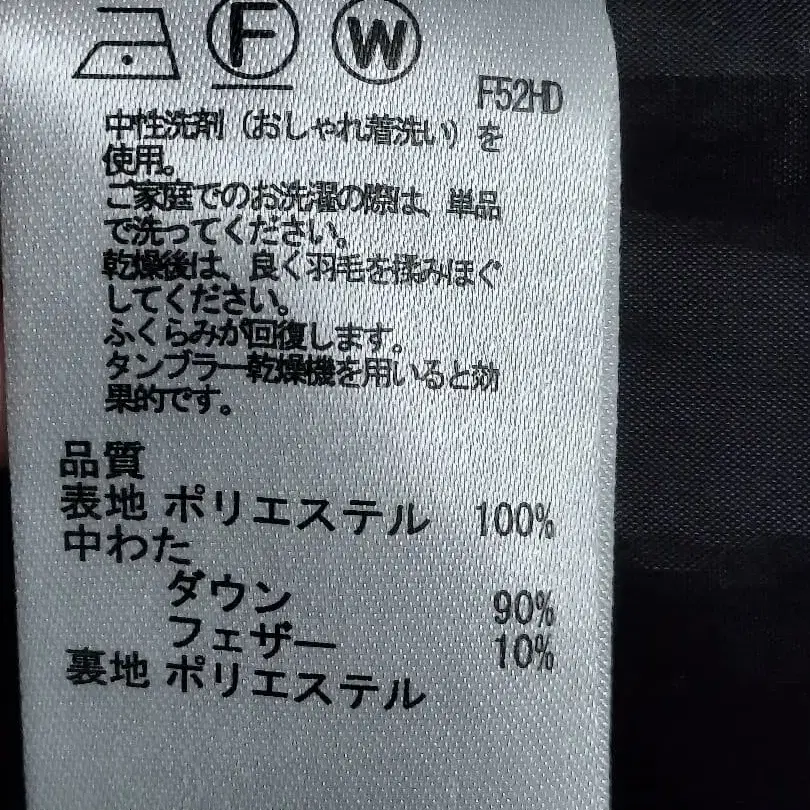 F W
F52HD
中性洗剤（おしゃれ着洗い）を
使用。
ご家庭でのお洗濯の際は、単品
で洗ってください。
乾燥後は、良く羽毛を揉みほぐ
してください。
ふくらみが回復します。
タンブラー乾燥機を用いると効
果的です。
品質
表地 ポリエステル 100%
中わた
ダウン 90%
フェザー 10%
裏地 ポリエステル